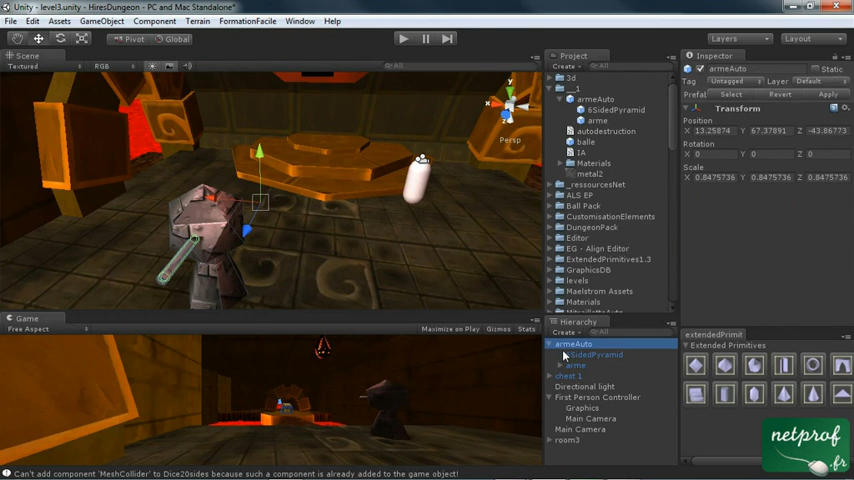 Unity - level3.unity - HiresDungeon - PC and Mac Standalone*
File Edit Assets GameObject Component Terrain FormationFacile Window Help
Pivot Global Layers Layout
Scene
Textured RGB All
y
x
Persp
Game
Free Aspect Maximize on Play Gizmos Stats
Project
Create All
3d
__1
armeAuto
6SidedPyramid
arme
autodestruction
balle
IA
Materials
metal2
_ressourcesNet
ALS EP
Ball Pack
CustomisationElements
DungeonPack
Editor
EG - Align Editor
ExtendedPrimitives1.3
GraphicsDB
levels
Maelstrom Assets
Materials
Hierarchy
Create All
armeAuto
SidedPyramid
arme
chest 1
Directional light
First Person Controller
Graphics
Main Camera
Main Camera
room3
Inspector
armeAuto Static
Tag Untagged Layer Default
Prefab Select Revert Apply
Transform
Position
X 13.25874 Y 67.37891 Z -43.86773
Rotation
X 0 Y 0 Z 0
Scale
X 0.8475736 Y 0.8475736 Z 0.8475736
extendedPrimit
Extended Primitives
netprof
.fr
Can't add component 'MeshCollider' to Dice20sides because such a component is already added to the game object!